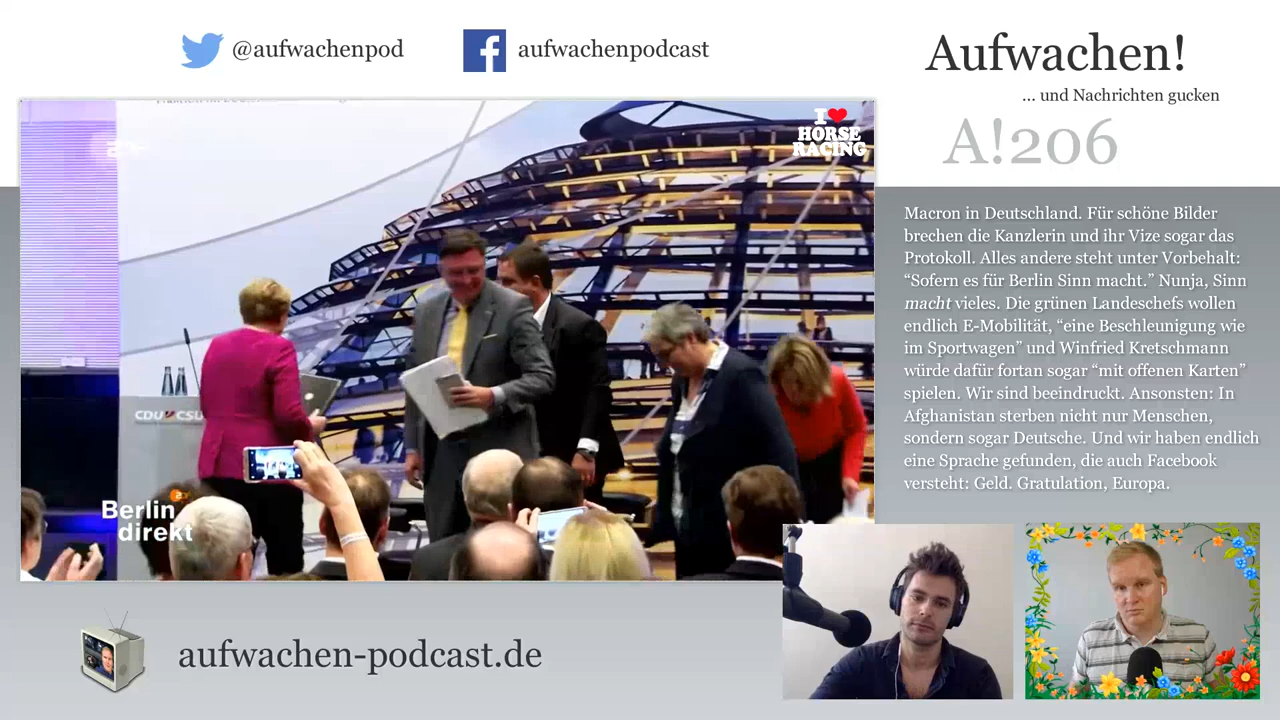 @aufwachenpod
aufwachenpodcast
Aufwachen!
... und Nachrichten gucken
A!206
I
HORSE
RACING
Macron in Deutschland. Für schöne Bilder
brechen die Kanzlerin und ihr Vize sogar das
Protokoll. Alles andere steht unter Vorbehalt:
“Sofern es für Berlin Sinn macht.” Nunja, Sinn
macht vieles. Die grünen Landeschefs wollen
endlich E-Mobilität, “eine Beschleunigung wie
im Sportwagen” und Winfried Kretschmann
würde dafür fortan sogar “mit offenen Karten”
spielen. Wir sind beeindruckt. Ansonsten: In
Afghanistan sterben nicht nur Menschen,
sondern sogar Deutsche. Und wir haben endlich
eine Sprache gefunden, die auch Facebook
versteht: Geld. Gratulation, Europa.
CDU CSU
Berlin
direkt
aufwachen-podcast.de